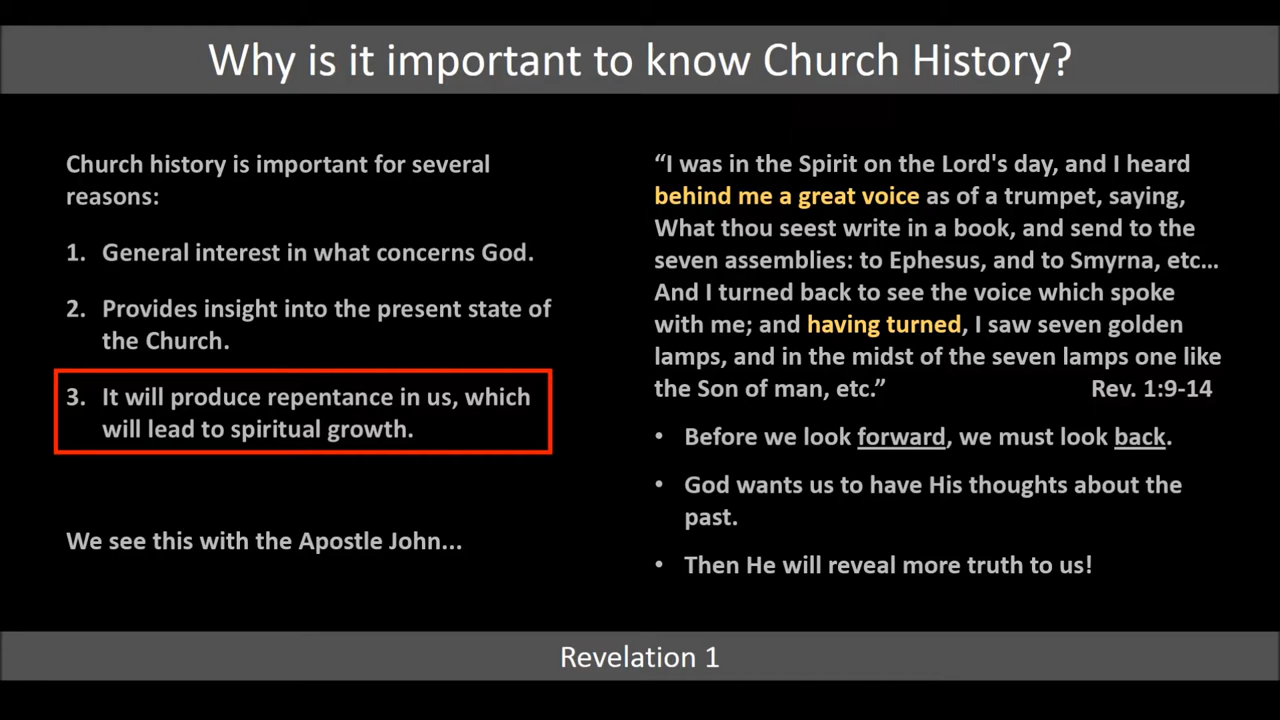 Why is it important to know Church History?
Church history is important for several
reasons:
1. General interest in what concerns God.
2. Provides insight into the present state of
the Church.
3. It will produce repentance in us, which
will lead to spiritual growth.
We see this with the Apostle John...
“I was in the Spirit on the Lord's day, and I heard
behind me a great voice as of a trumpet, saying,
What thou seest write in a book, and send to the
seven assemblies: to Ephesus, and to Smyrna, etc…
And I turned back to see the voice which spoke
with me; and having turned, I saw seven golden
lamps, and in the midst of the seven lamps one like
the Son of man, etc.” Rev. 1:9-14
• Before we look forward, we must look back.
• God wants us to have His thoughts about the
past.
• Then He will reveal more truth to us!
Revelation 1